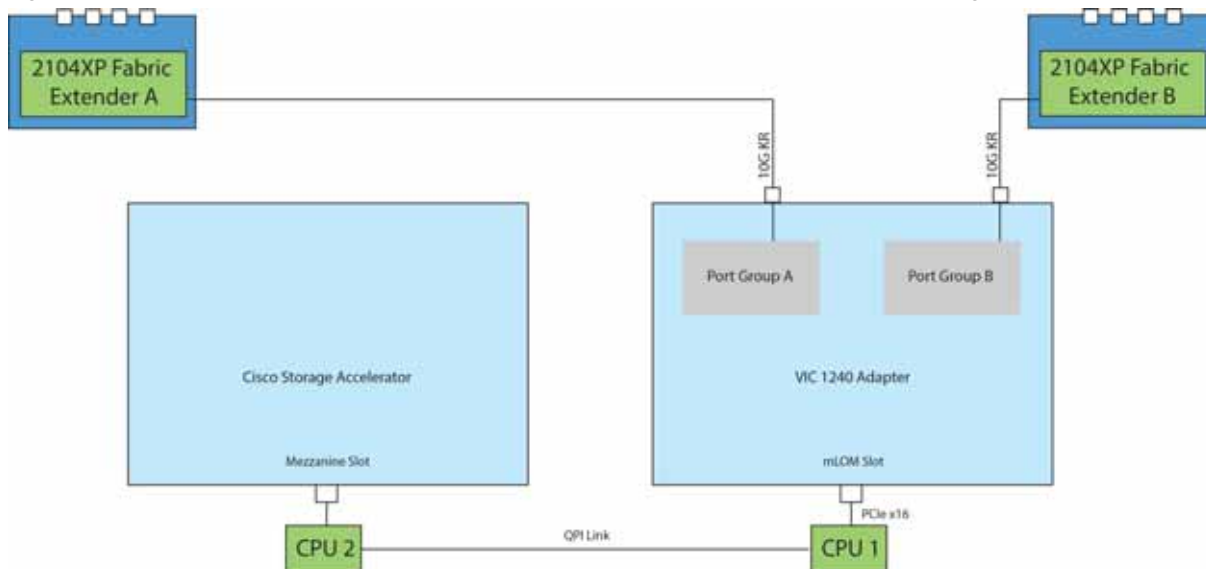 2104XP Fabric
Extender A
2104XP Fabric
Extender B
10G KR
10G KR
Port Group A
Port Group B
Cisco Storage Accelerator
VIC 1240 Adapter
Mezzanine Slot
mLOM Slot
PCIe x16
CPU 2
QPI Link
CPU 1